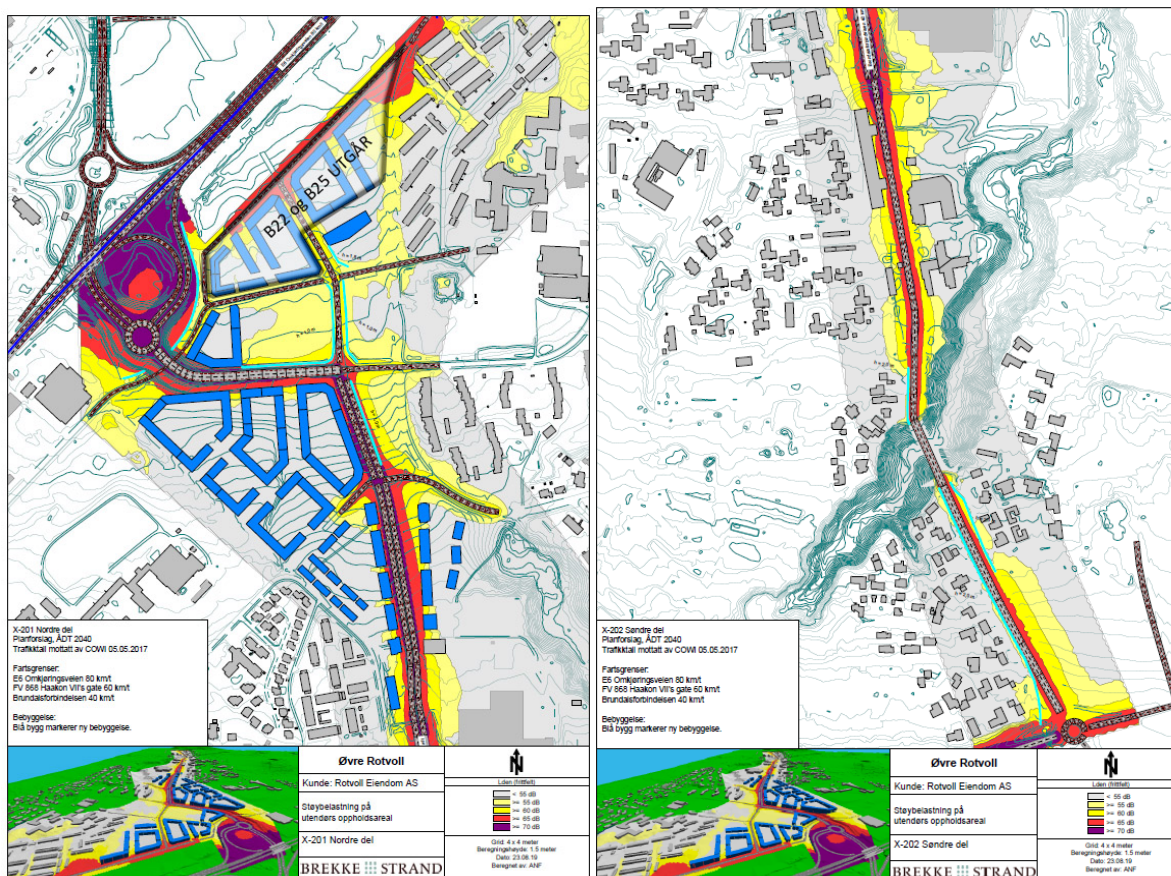 B22 og B25 UTGÅR
X-201 Nordre del
Planforslag, ÅDT 2040
Trafikktall mottatt av COWI 05.05.2017
Fartsgrenser:
E6 Omkjøringsveien 80 km/t
FV 868 Haakon VII's gate 60 km/t
Brundalsforbindelsen 40 km/t
Bebyggelse:
Blå bygg markerer ny bebyggelse.
Øvre Rotvoll
Kunde: Rotvoll Eiendom AS
Støybelastning på
utendørs oppholdsareal
X-201 Nordre del
BREKKE STRAND
N
Lden (frittfelt)
< 55 dB
>= 55 dB
>= 60 dB
>= 65 dB
>= 70 dB
Grid: 4 x 4 meter
Beregningshøyde: 1.5 meter
Dato: 23.08.19
Beregnet av: ANF
X-202 Søndre del
Planforslag, ÅDT 2040
Trafikktall mottatt av COWI 05.05.2017
Fartsgrenser:
E6 Omkjøringsveien 80 km/t
FV 868 Haakon VII's gate 60 km/t
Brundalsforbindelsen 40 km/t
Bebyggelse:
Blå bygg markerer ny bebyggelse.
Øvre Rotvoll
Kunde: Rotvoll Eiendom AS
Støybelastning på
utendørs oppholdsareal
X-202 Søndre del
BREKKE STRAND
N
Lden (frittfelt)
< 55 dB
>= 55 dB
>= 60 dB
>= 65 dB
>= 70 dB
Grid: 4 x 4 meter
Beregningshøyde: 1.5 meter
Dato: 23.08.19
Beregnet av: ANF